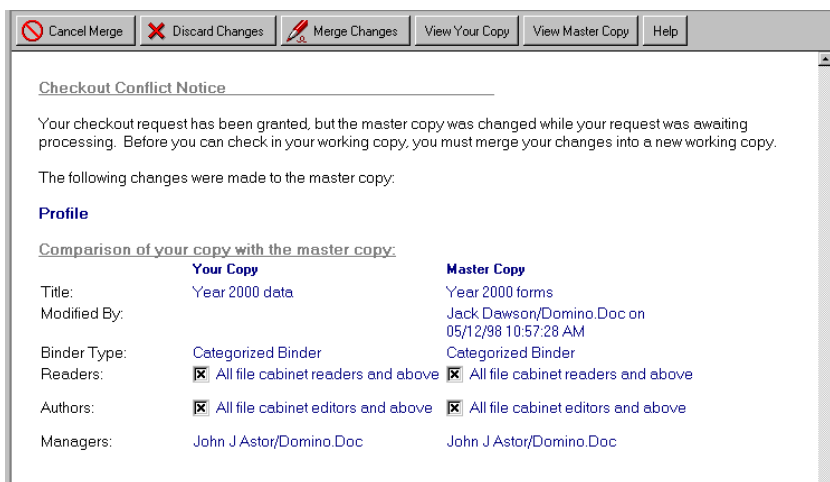 Cancel Merge Discard Changes Merge Changes View Your Copy View Master Copy Help
Checkout Conflict Notice
Your checkout request has been granted, but the master copy was changed while your request was awaiting
processing. Before you can check in your working copy, you must merge your changes into a new working copy.
The following changes were made to the master copy:
Profile
Comparison of your copy with the master copy:
Your Copy Master Copy
Title: Year 2000 data Year 2000 forms
Modified By: Jack Dawson/Domino.Doc on
05/12/98 10:57:28 AM
Binder Type: Categorized Binder Categorized Binder
Readers: All file cabinet readers and above All file cabinet readers and above
Authors: All file cabinet editors and above All file cabinet editors and above
Managers: John J Astor/Domino.Doc John J Astor/Domino.Doc